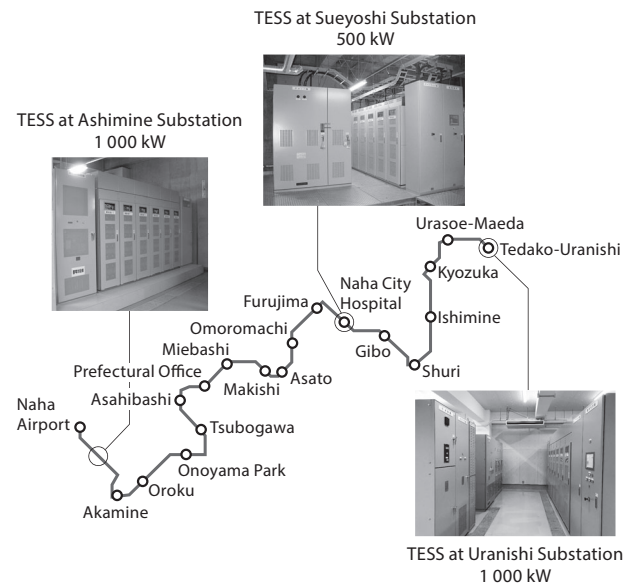 TESS at Sueyoshi Substation
500 kW
TESS at Ashimine Substation
1 000 kW
Urasoe-Maeda
Tedako-Uranishi
Kyozuka
Naha City
Hospital
Furujima
Ishimine
Omoromachi
Gibo
Miebashi
Shuri
Prefectural Office
Makishi
Asato
Asahibashi
Naha
Airport
Tsubogawa
Onoyama Park
Oroku
Akamine
TESS at Uranishi Substation
1 000 kW